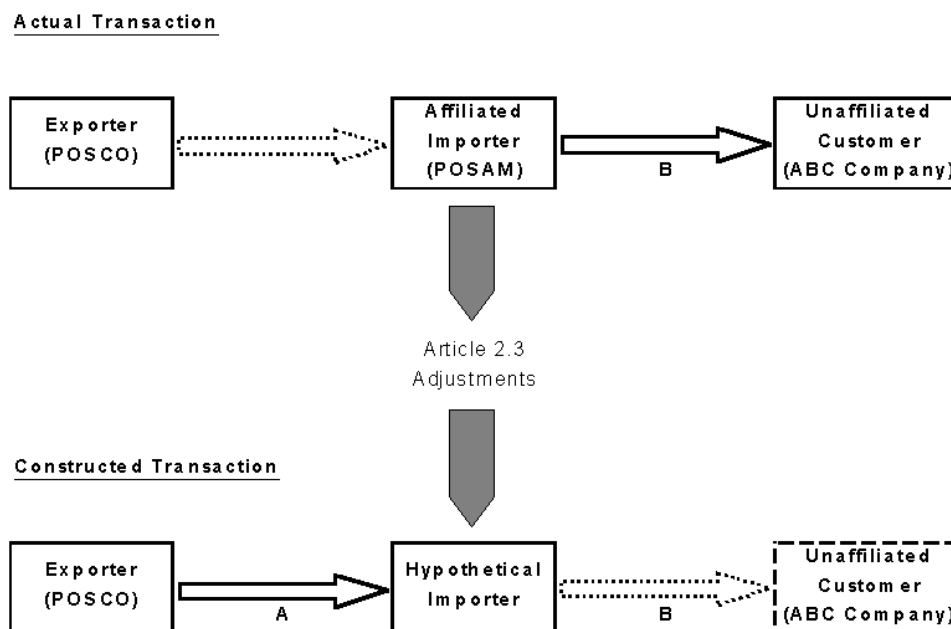 Actual Transaction
Exporter
(POSCO)
Affiliated
Importer
(POSAM)
B
Unaffiliated
Customer
(ABC Company)
Article 2.3
Adjustments
Constructed Transaction
Exporter
(POSCO)
A
Hypothetical
Importer
B
Unaffiliated
Customer
(ABC Company)